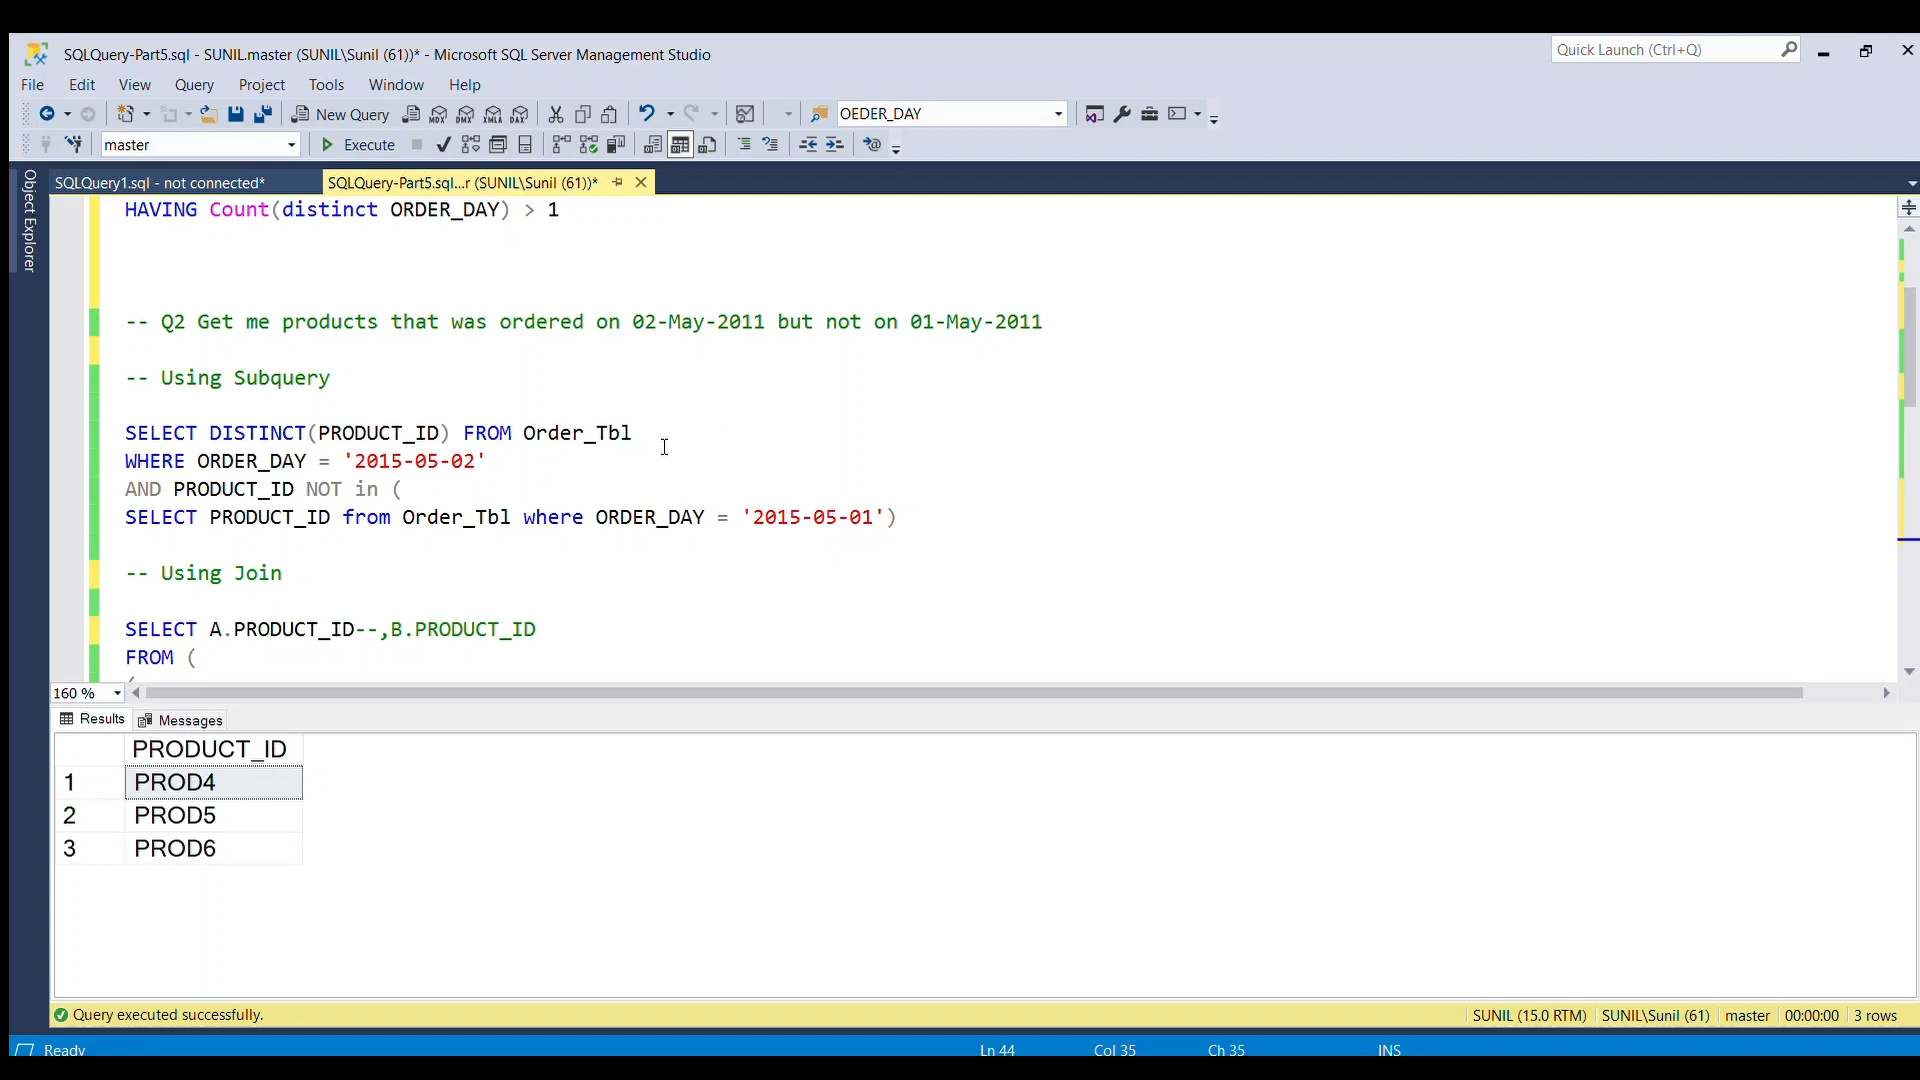 SQLQuery-Part5.sql - SUNIL.master (SUNIL\Sunil (61))* - Microsoft SQL Server Management Studio
Quick Launch (Ctrl+Q)
File Edit View Query Project Tools Window Help
New Query
MDX DMX XMLA DAX
OEDER_DAY
master
Execute
Object Explorer
SQLQuery1.sql - not connected*
SQLQuery-Part5.sql...r (SUNIL\Sunil (61))*
HAVING Count(distinct ORDER_DAY) > 1
-- Q2 Get me products that was ordered on 02-May-2011 but not on 01-May-2011
-- Using Subquery
SELECT DISTINCT(PRODUCT_ID) FROM Order_Tbl
WHERE ORDER_DAY = '2015-05-02'
AND PRODUCT_ID NOT in (
SELECT PRODUCT_ID from Order_Tbl where ORDER_DAY = '2015-05-01')
-- Using Join
SELECT A.PRODUCT_ID--,B.PRODUCT_ID
FROM (
(
160 %
Results Messages
PRODUCT_ID
1 PROD4
2 PROD5
3 PROD6
Query executed successfully.
SUNIL (15.0 RTM) SUNIL\Sunil (61) master 00:00:00 3 rows
Ready Ln 44 Col 35 Ch 35 INS